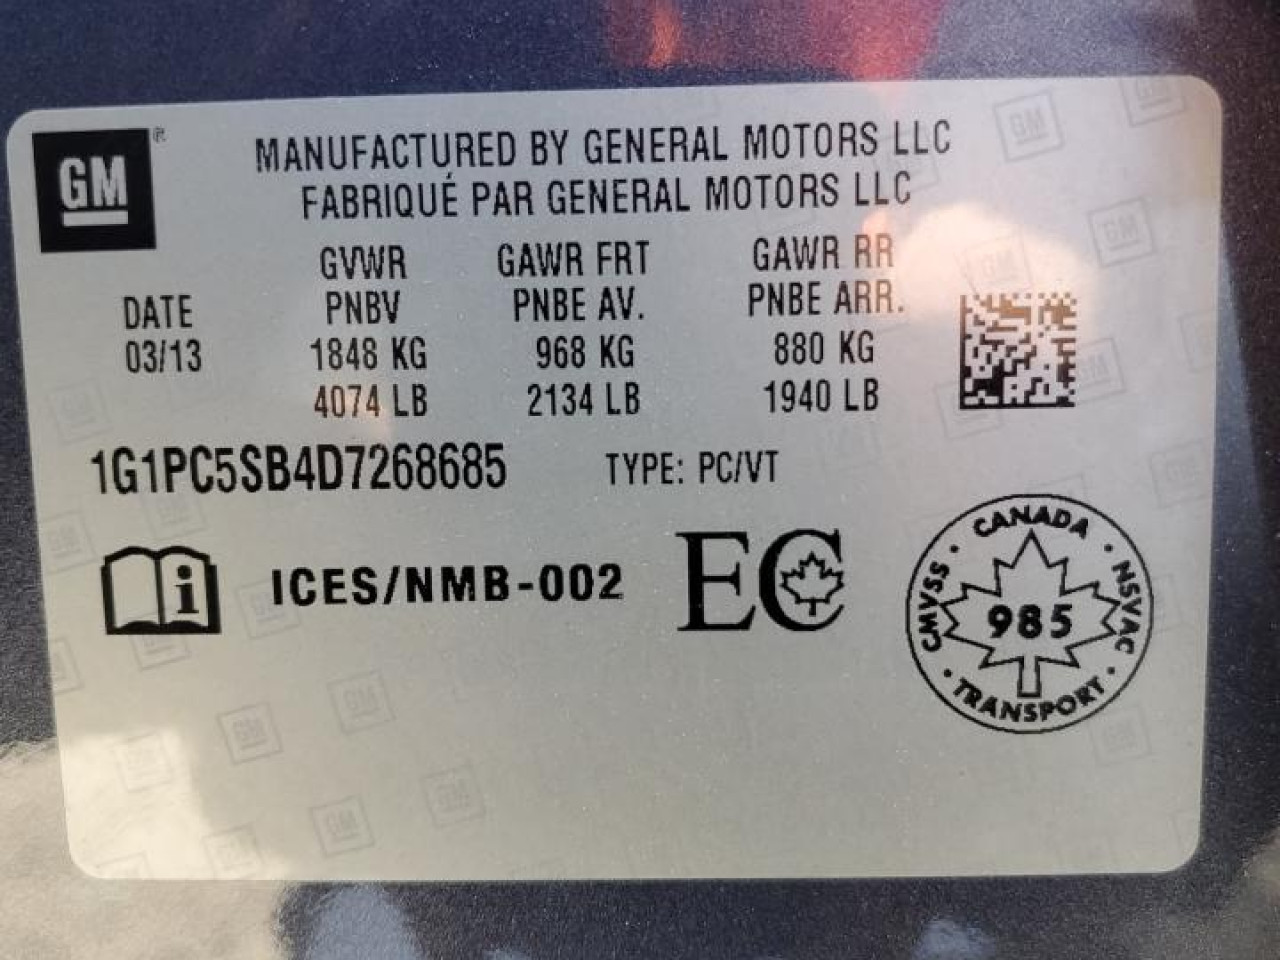 GM
MANUFACTURED BY GENERAL MOTORS LLC
FABRIQUÉ PAR GENERAL MOTORS LLC
GVWR GAWR FRT GAWR RR
DATE PNBV PNBE AV. PNBE ARR.
03/13 1848 KG 968 KG 880 KG
4074 LB 2134 LB 1940 LB
1G1PC5SB4D7268685 TYPE: PC/VT
i ICES/NMB-002 EC
CANADA
CMVSS 985 NSVAC
TRANSPORT